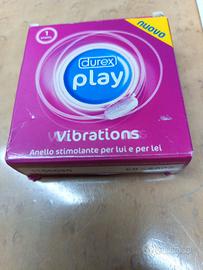 1
NUOVO
durex
play
Vibrations
Anello stimolante per lui e per lei